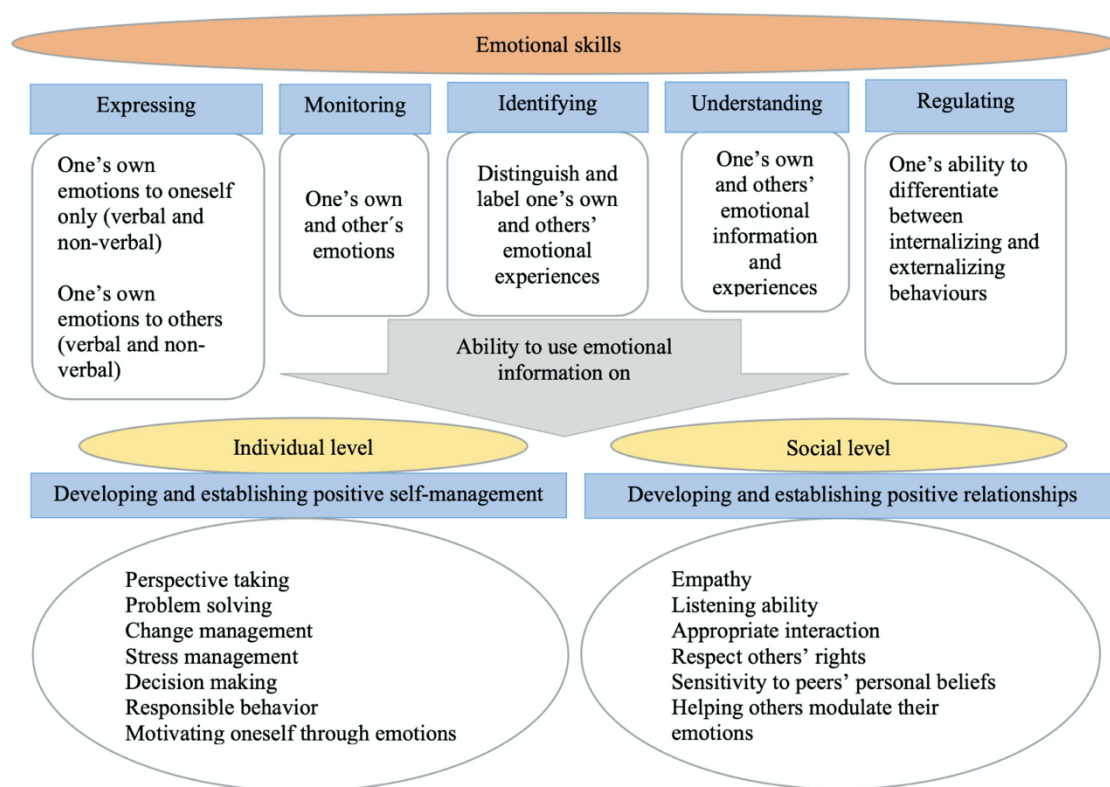 Emotional skills
Expressing
Monitoring
Identifying
Understanding
Regulating
One’s own
emotions to oneself
only (verbal and
non-verbal)
One’s own
emotions to others
(verbal and non-
verbal)
One’s own
and other´s
emotions
Distinguish and
label one’s own
and others’
emotional
experiences
One’s own
and others’
emotional
information
and
experiences
One’s ability to
differentiate
between
internalizing and
externalizing
behaviours
Ability to use emotional
information on
Individual level
Developing and establishing positive self-management
Perspective taking
Problem solving
Change management
Stress management
Decision making
Responsible behavior
Motivating oneself through emotions
Social level
Developing and establishing positive relationships
Empathy
Listening ability
Appropriate interaction
Respect others’ rights
Sensitivity to peers’ personal beliefs
Helping others modulate their
emotions